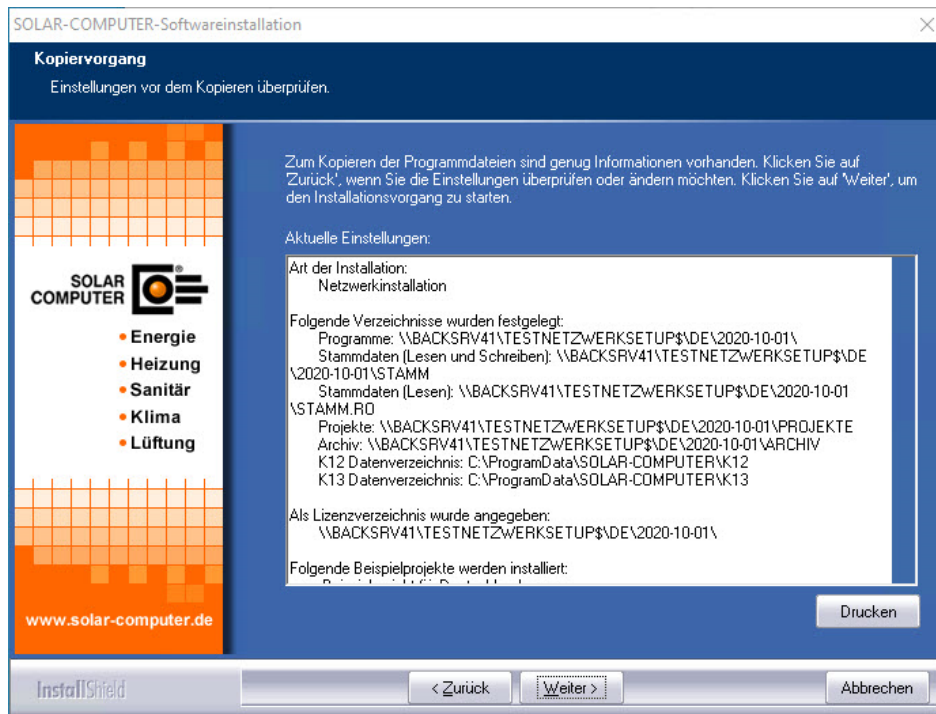 SOLAR-COMPUTER-Softwareinstallation
Kopiervorgang
Einstellungen vor dem Kopieren überprüfen.
Zum Kopieren der Programmdateien sind genug Informationen vorhanden. Klicken Sie auf
'Zurück', wenn Sie die Einstellungen überprüfen oder ändern möchten. Klicken Sie auf 'Weiter', um
den Installationsvorgang zu starten.
Aktuelle Einstellungen:
Art der Installation:
Netzwerkinstallation
Folgende Verzeichnisse wurden festgelegt:
Programme: \\BACKSRV41\TESTNETZWERKSETUP$\DE\2020-10-01\
Stammdaten (Lesen und Schreiben): \\BACKSRV41\TESTNETZWERKSETUP$\DE
\2020-10-01\STAMM
Stammdaten (Lesen): \\BACKSRV41\TESTNETZWERKSETUP$\DE\2020-10-01
\STAMM.RO
Projekte: \\BACKSRV41\TESTNETZWERKSETUP$\DE\2020-10-01\PROJEKTE
Archiv: \\BACKSRV41\TESTNETZWERKSETUP$\DE\2020-10-01\ARCHIV
K12 Datenverzeichnis: C:\ProgramData\SOLAR-COMPUTER\K12
K13 Datenverzeichnis: C:\ProgramData\SOLAR-COMPUTER\K13
Als Lizenzverzeichnis wurde angegeben:
\\BACKSRV41\TESTNETZWERKSETUP$\DE\2020-10-01\
Folgende Beispielprojekte werden installiert:
SOLAR
COMPUTER
®
• Energie
• Heizung
• Sanitär
• Klima
• Lüftung
www.solar-computer.de
Drucken
InstallShield
< Zurück
Weiter >
Abbrechen